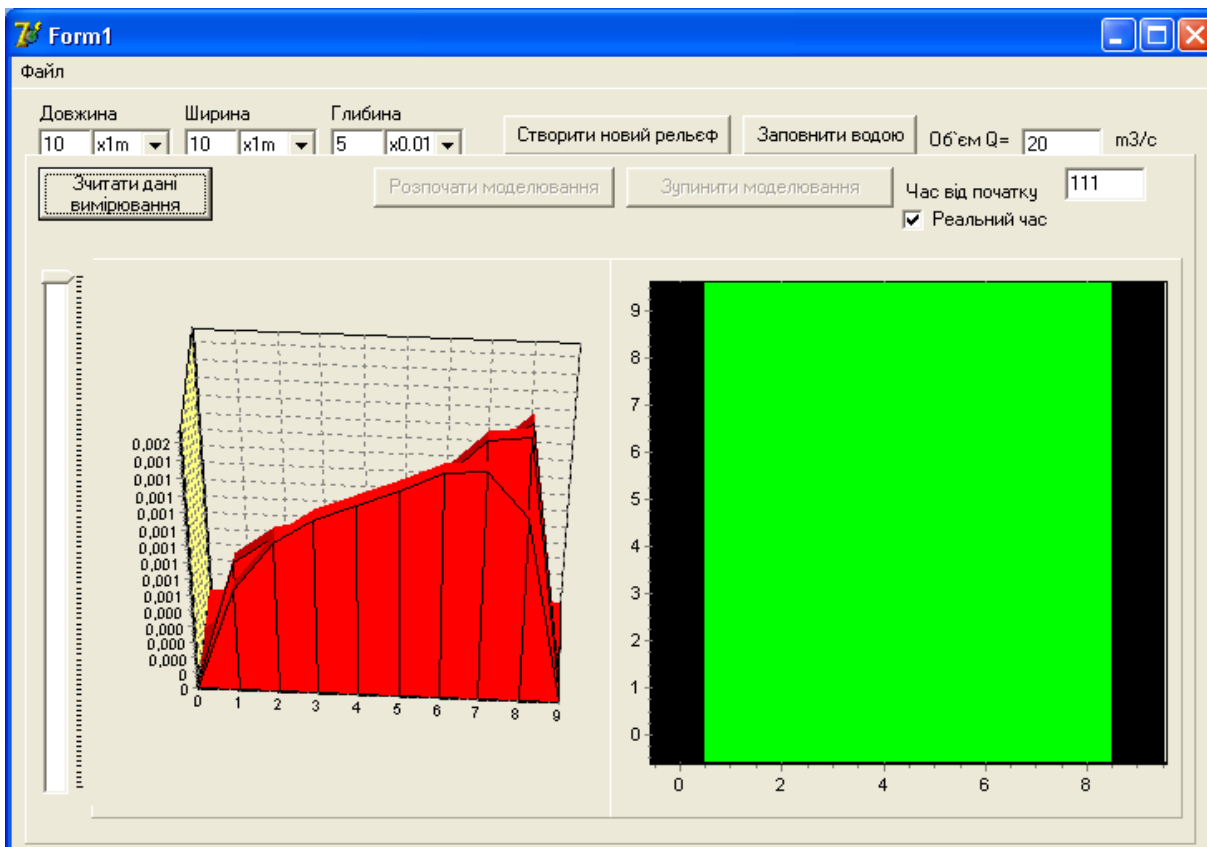 Form1
Файл
Довжина Ширина Глибина
10 x1m 10 x1m 5 x0.01 Створити новий рельєф Заповнити водою Об`єм Q= 20 m3/c
Зчитати дані
вимірювання
Розпочати моделювання Зупинити моделювання Час від початку 111
Реальний час
0,002
0,001
0,001
0,001
0,001
0,001
0,001
0,001
0,001
0,001
0,000
0,000
0,000
0,000
0
0
0 1 2 3 4 5 6 7 8 9
9
8
7
6
5
4
3
2
1
0
0 2 4 6 8